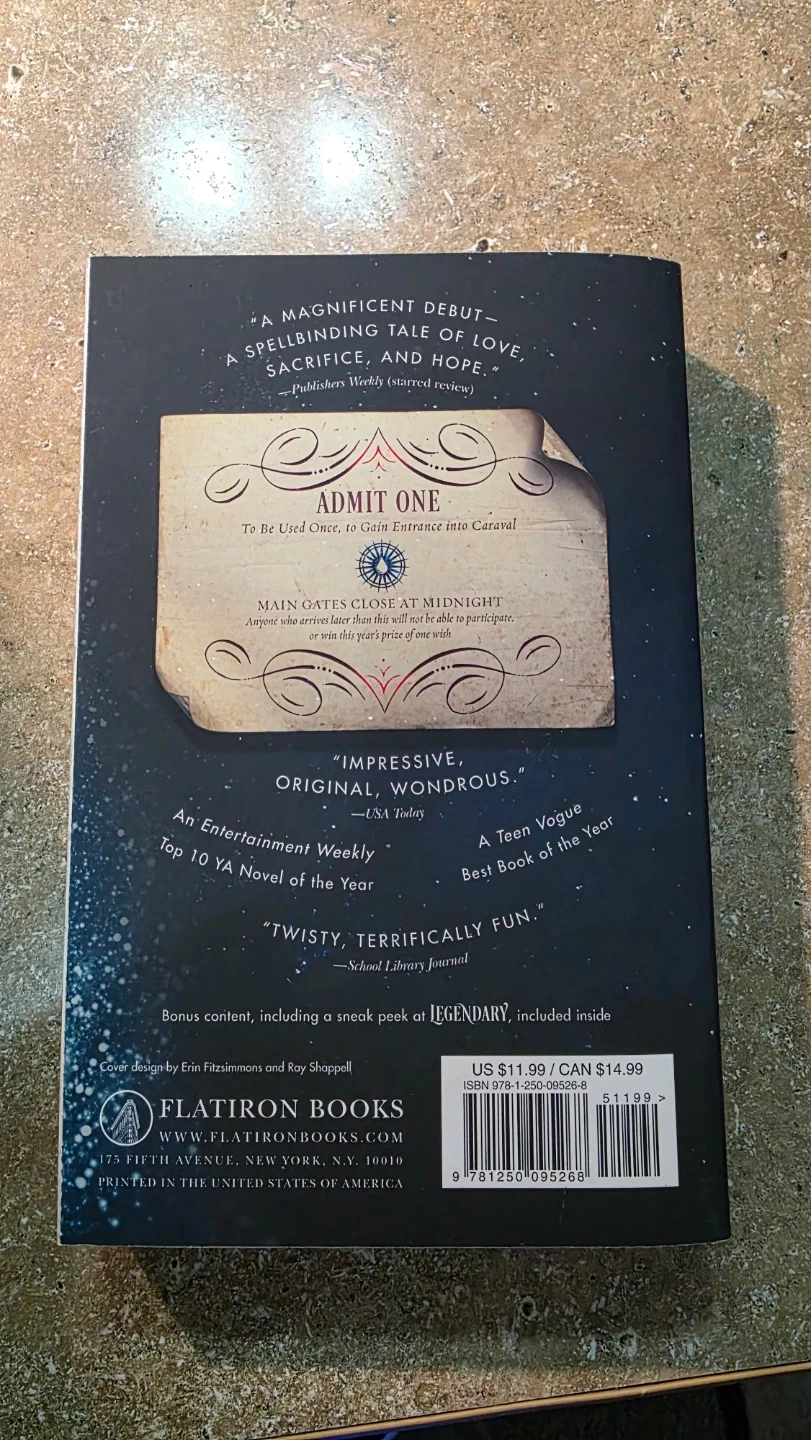 "A MAGNIFICENT DEBUT—
A SPELLBINDING TALE OF LOVE,
SACRIFICE, AND HOPE."
—Publishers Weekly (starred review)
ADMIT ONE
To Be Used Once, to Gain Entrance into Caraval
MAIN GATES CLOSE AT MIDNIGHT
Anyone who arrives later than this will not be able to participate,
or win this year's prize of one wish
"IMPRESSIVE,
ORIGINAL, WONDROUS."
—USA Today
An Entertainment Weekly
Top 10 YA Novel of the Year
A Teen Vogue
Best Book of the Year
"TWISTY, TERRIFICALLY FUN."
—School Library Journal
Bonus content, including a sneak peek at LEGENDARY, included inside
Cover design by Erin Fitzsimmons and Ray Shappell
FLATIRON BOOKS
WWW.FLATIRONBOOKS.COM
175 FIFTH AVENUE, NEW YORK, N.Y. 10010
PRINTED IN THE UNITED STATES OF AMERICA
US $11.99 / CAN $14.99
ISBN 978-1-250-09526-8
51199 >
9 781250 095268